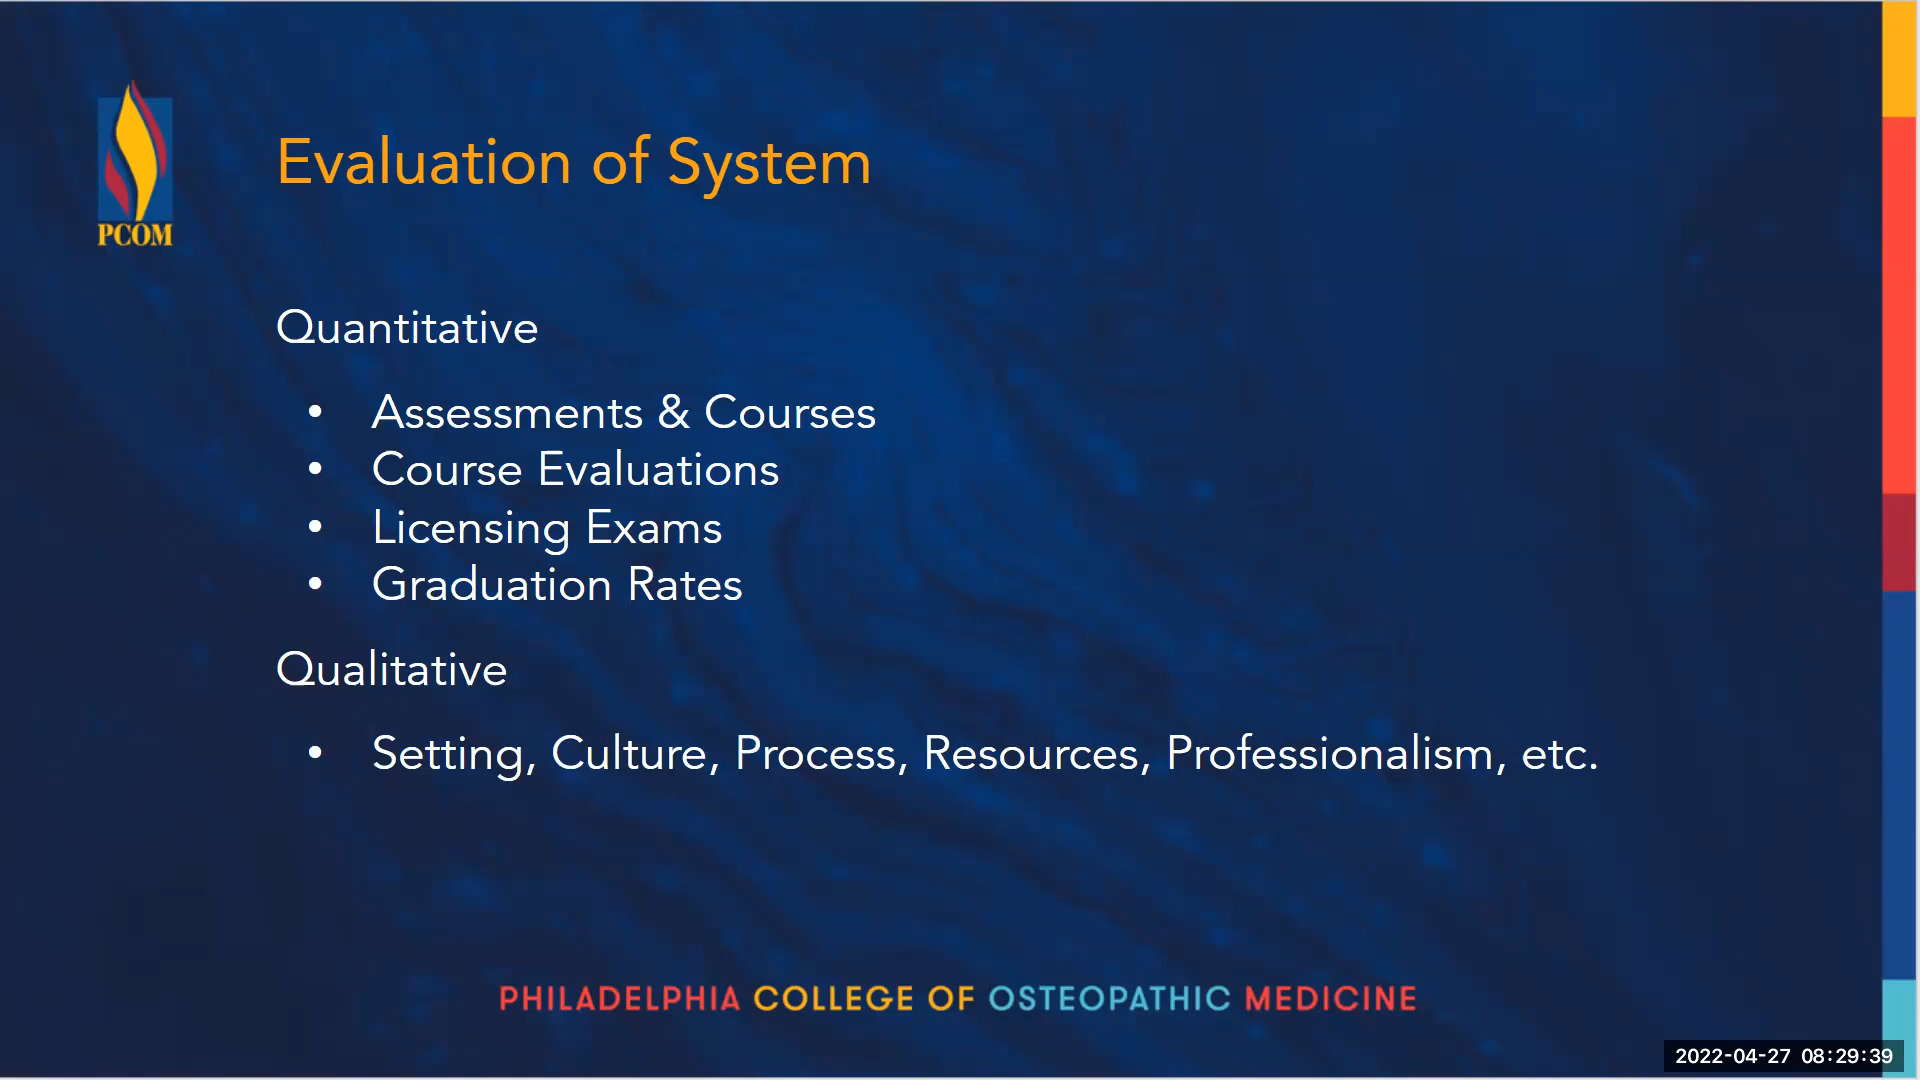 PCOM
Evaluation of System
Quantitative
• Assessments & Courses
• Course Evaluations
• Licensing Exams
• Graduation Rates
Qualitative
• Setting, Culture, Process, Resources, Professionalism, etc.
PHILADELPHIA COLLEGE OF OSTEOPATHIC MEDICINE
2022-04-27 08:29:39